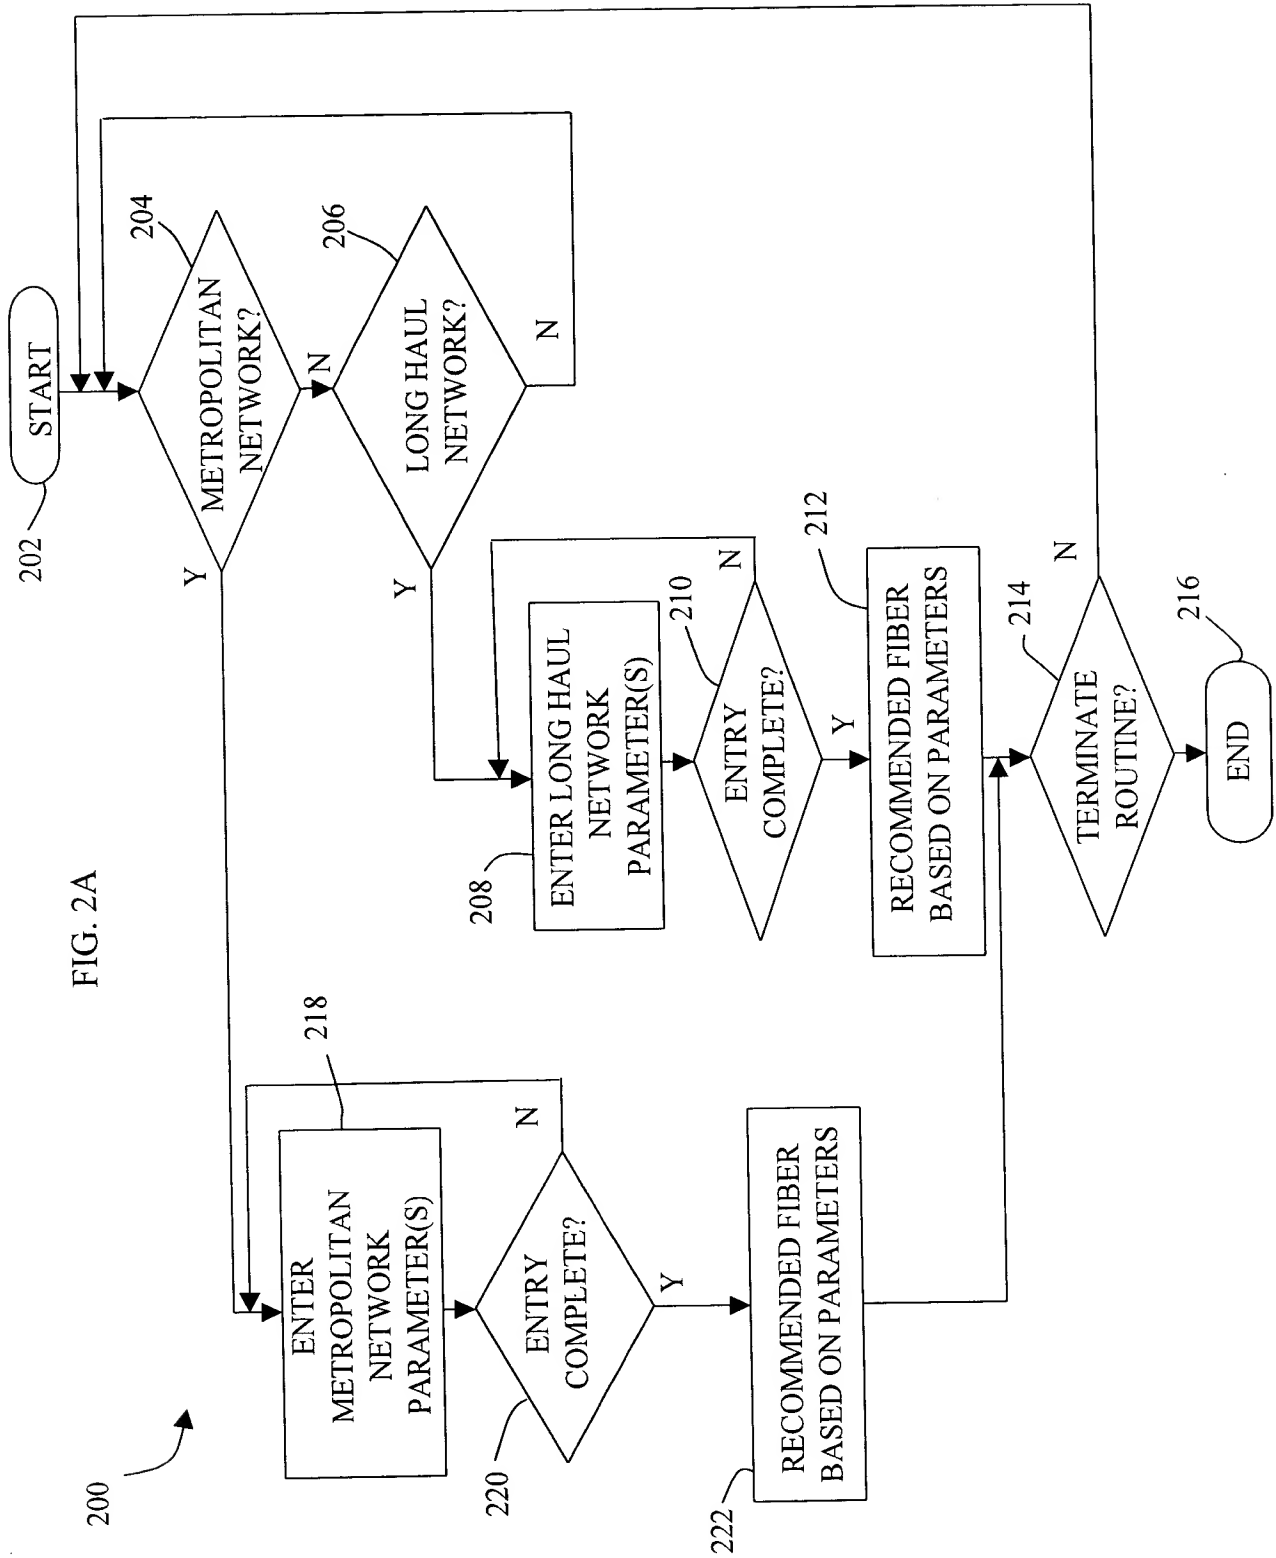 FIG. 2A
200
START
202
METROPOLITAN
NETWORK?
204
Y
N
LONG HAUL
NETWORK?
206
Y
N
ENTER LONG HAUL
NETWORK
PARAMETER(S)
208
ENTRY
COMPLETE?
210
N
Y
RECOMMENDED FIBER
BASED ON PARAMETERS
212
TERMINATE
ROUTINE?
214
N
END
216
ENTER
METROPOLITAN
NETWORK
PARAMETER(S)
218
ENTRY
COMPLETE?
220
N
Y
RECOMMENDED FIBER
BASED ON PARAMETERS
222